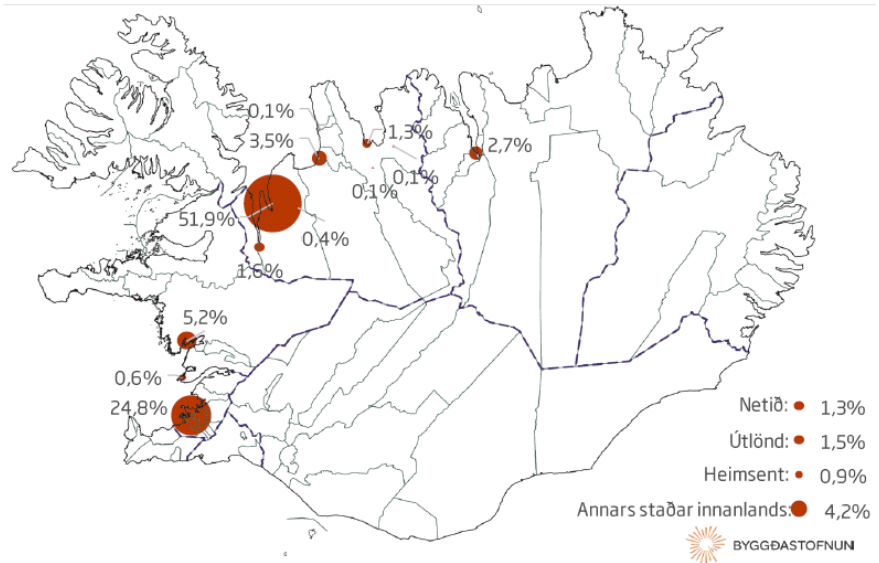 0,1%
3,5%
1,3%
0,1%
0,1%
2,7%
51,9%
0,4%
1,6%
5,2%
0,6%
24,8%
Netið: 1,3%
Útlönd: 1,5%
Heimsent: 0,9%
Annars staðar innanlands: 4,2%
BYGGÐASTOFNUN